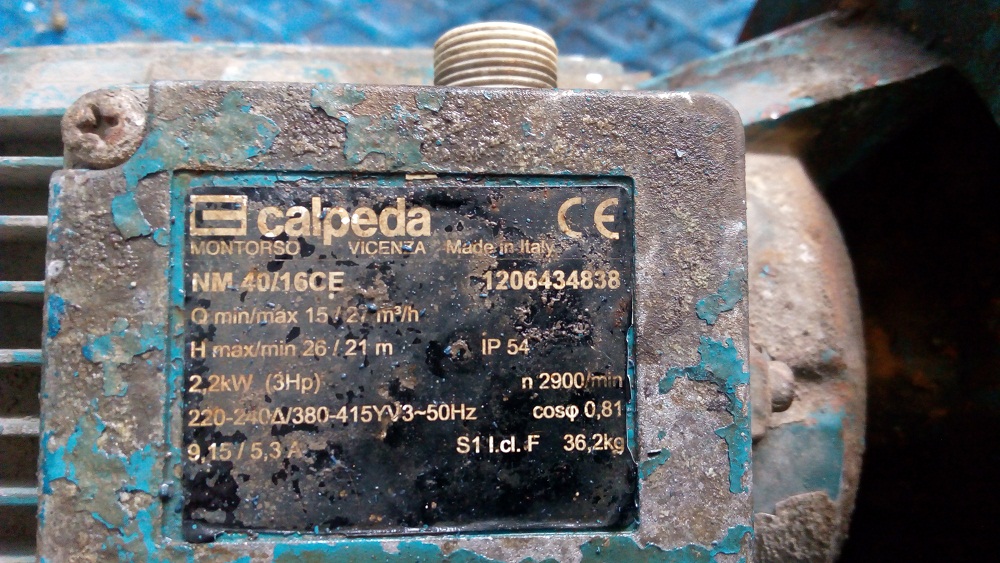 calpeda CE
MONTORSO VICENZA Made in Italy
NM 40/16CE 1206434838
Q min/max 15 / 27 m³/h
H max/min 26 / 21 m IP 54
2,2kW (3Hp) n 2900/min
220-240Δ/380-415YV3~50Hz cosφ 0,81
9,15 / 5,3 A S1 I.cl. F 36,2kg